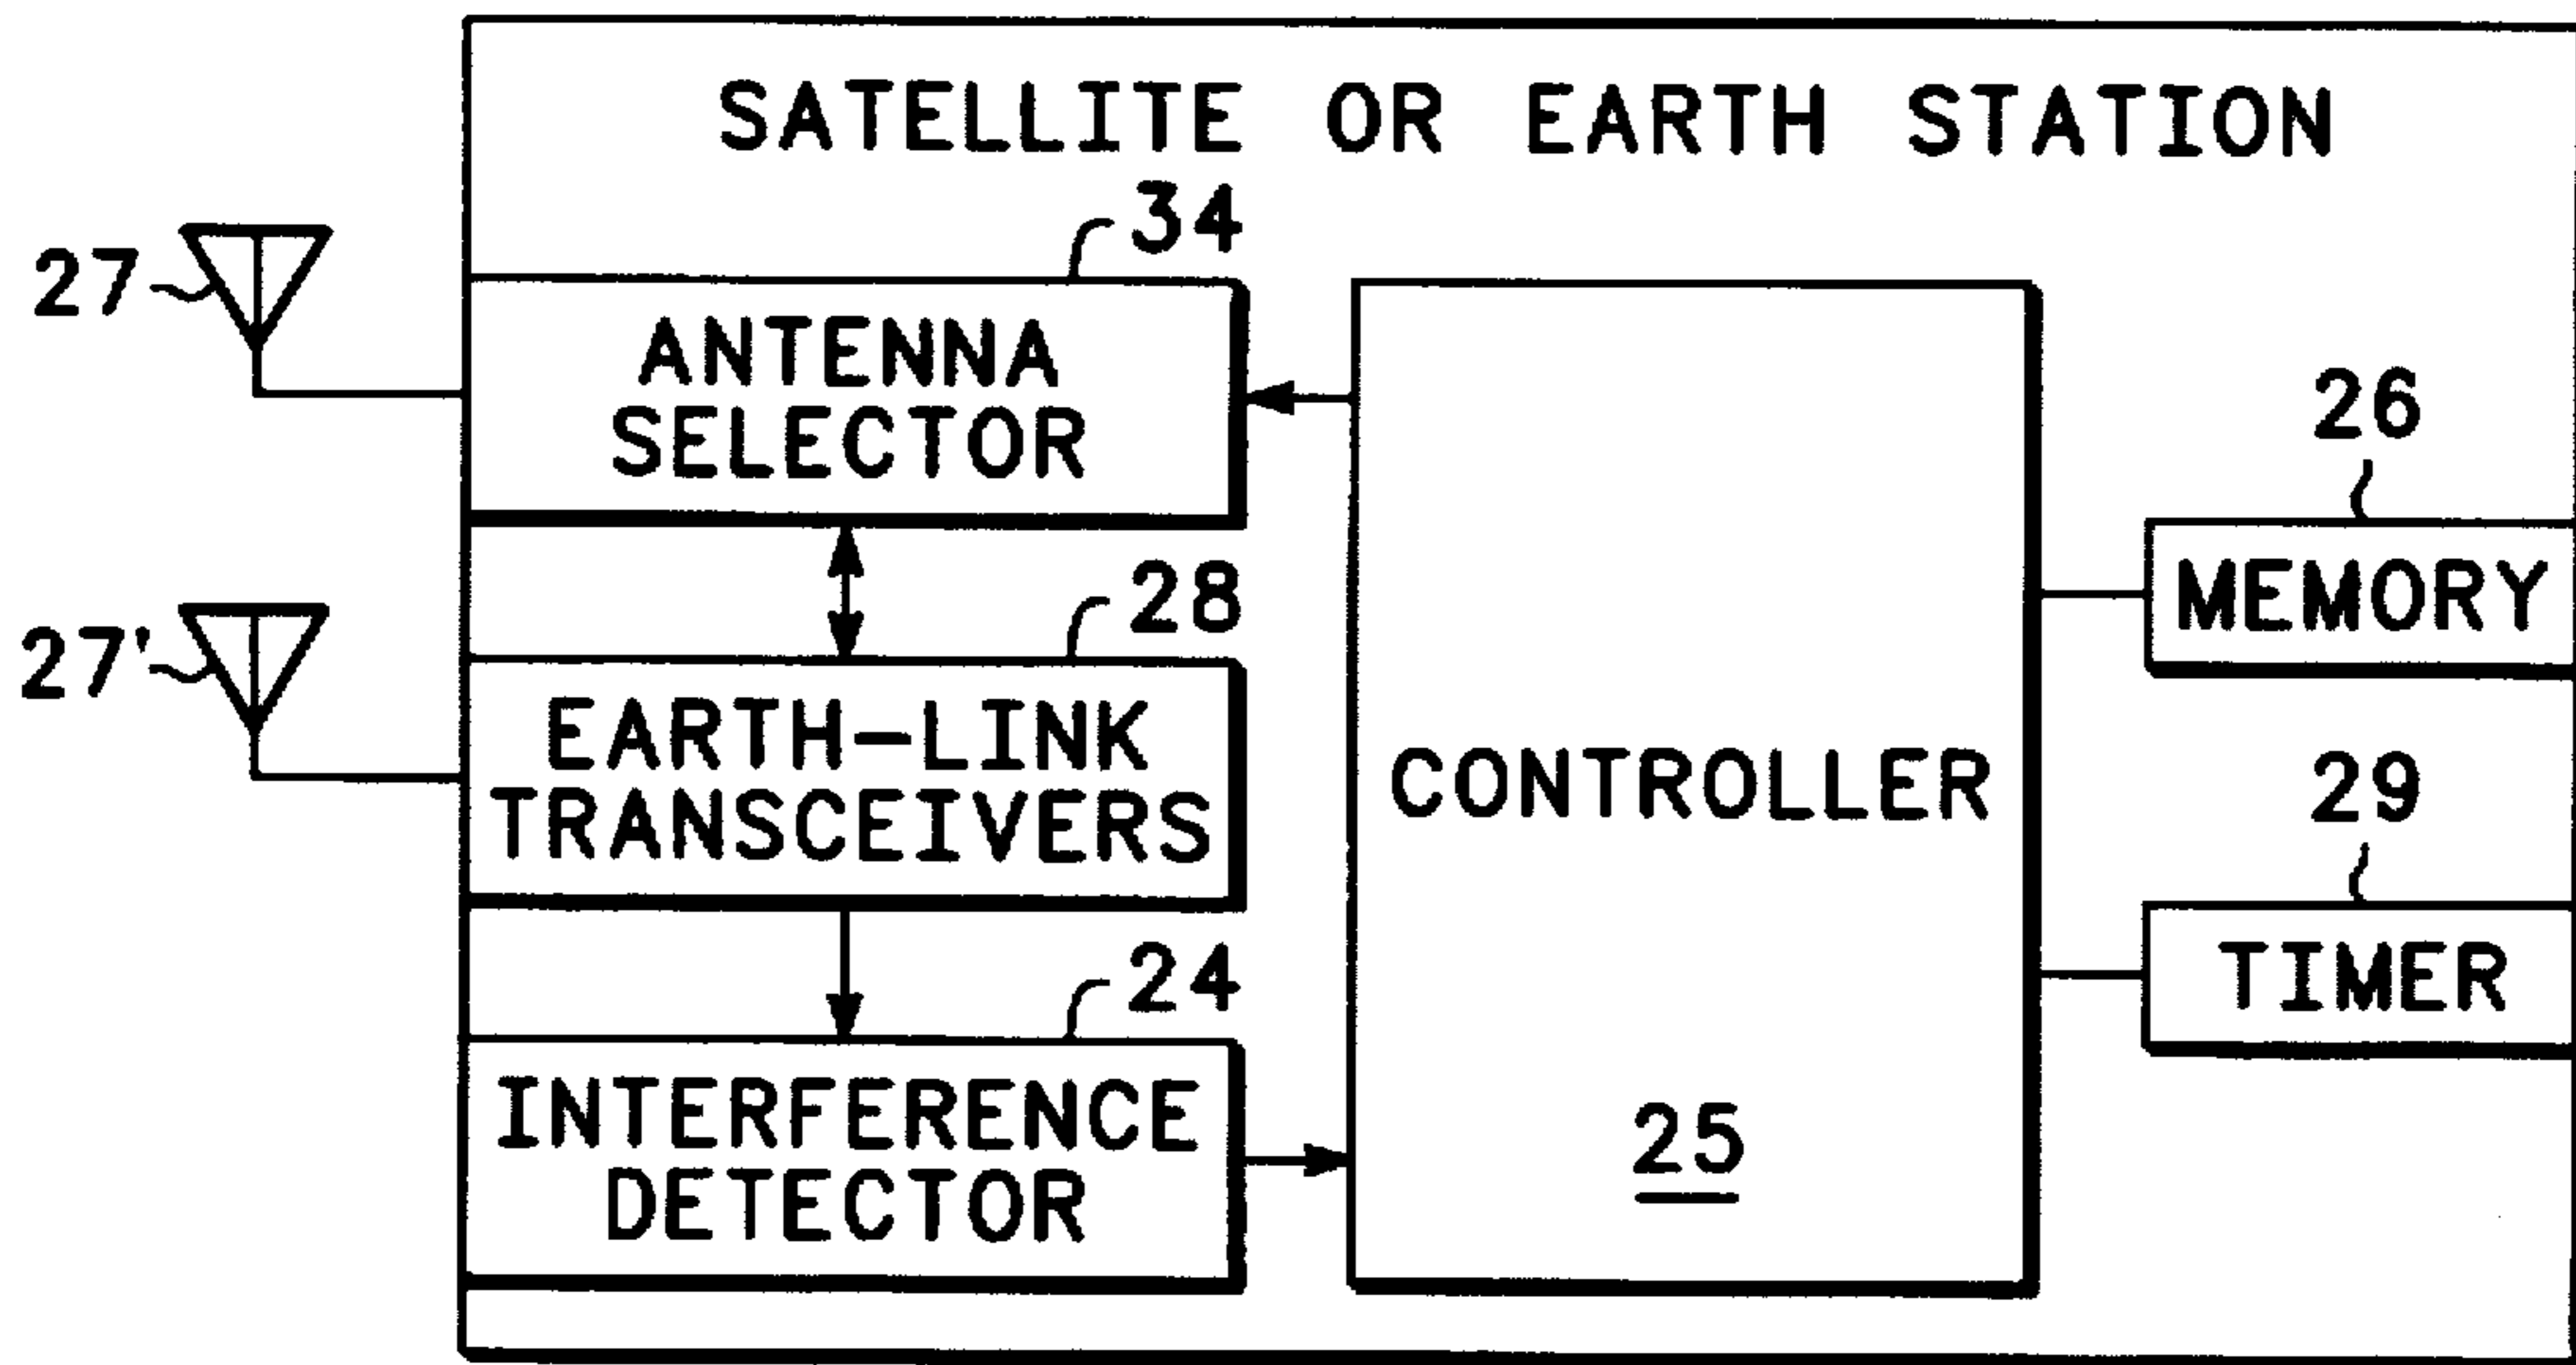 SATELLITE OR EARTH STATION
34
27
ANTENNA
SELECTOR
26
MEMORY
28
27'
EARTH-LINK
TRANSCEIVERS
CONTROLLER
29
TIMER
24
INTERFERENCE
DETECTOR
25